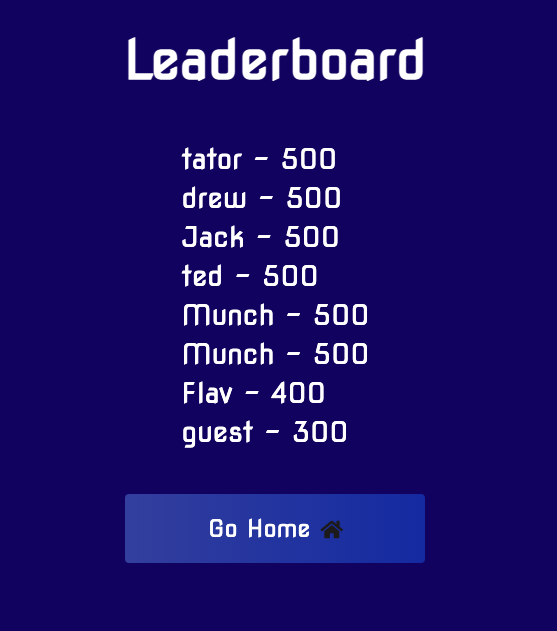 Leaderboard
tator - 500
drew - 500
Jack - 500
ted - 500
Munch - 500
Munch - 500
Flav - 400
guest - 300
Go Home